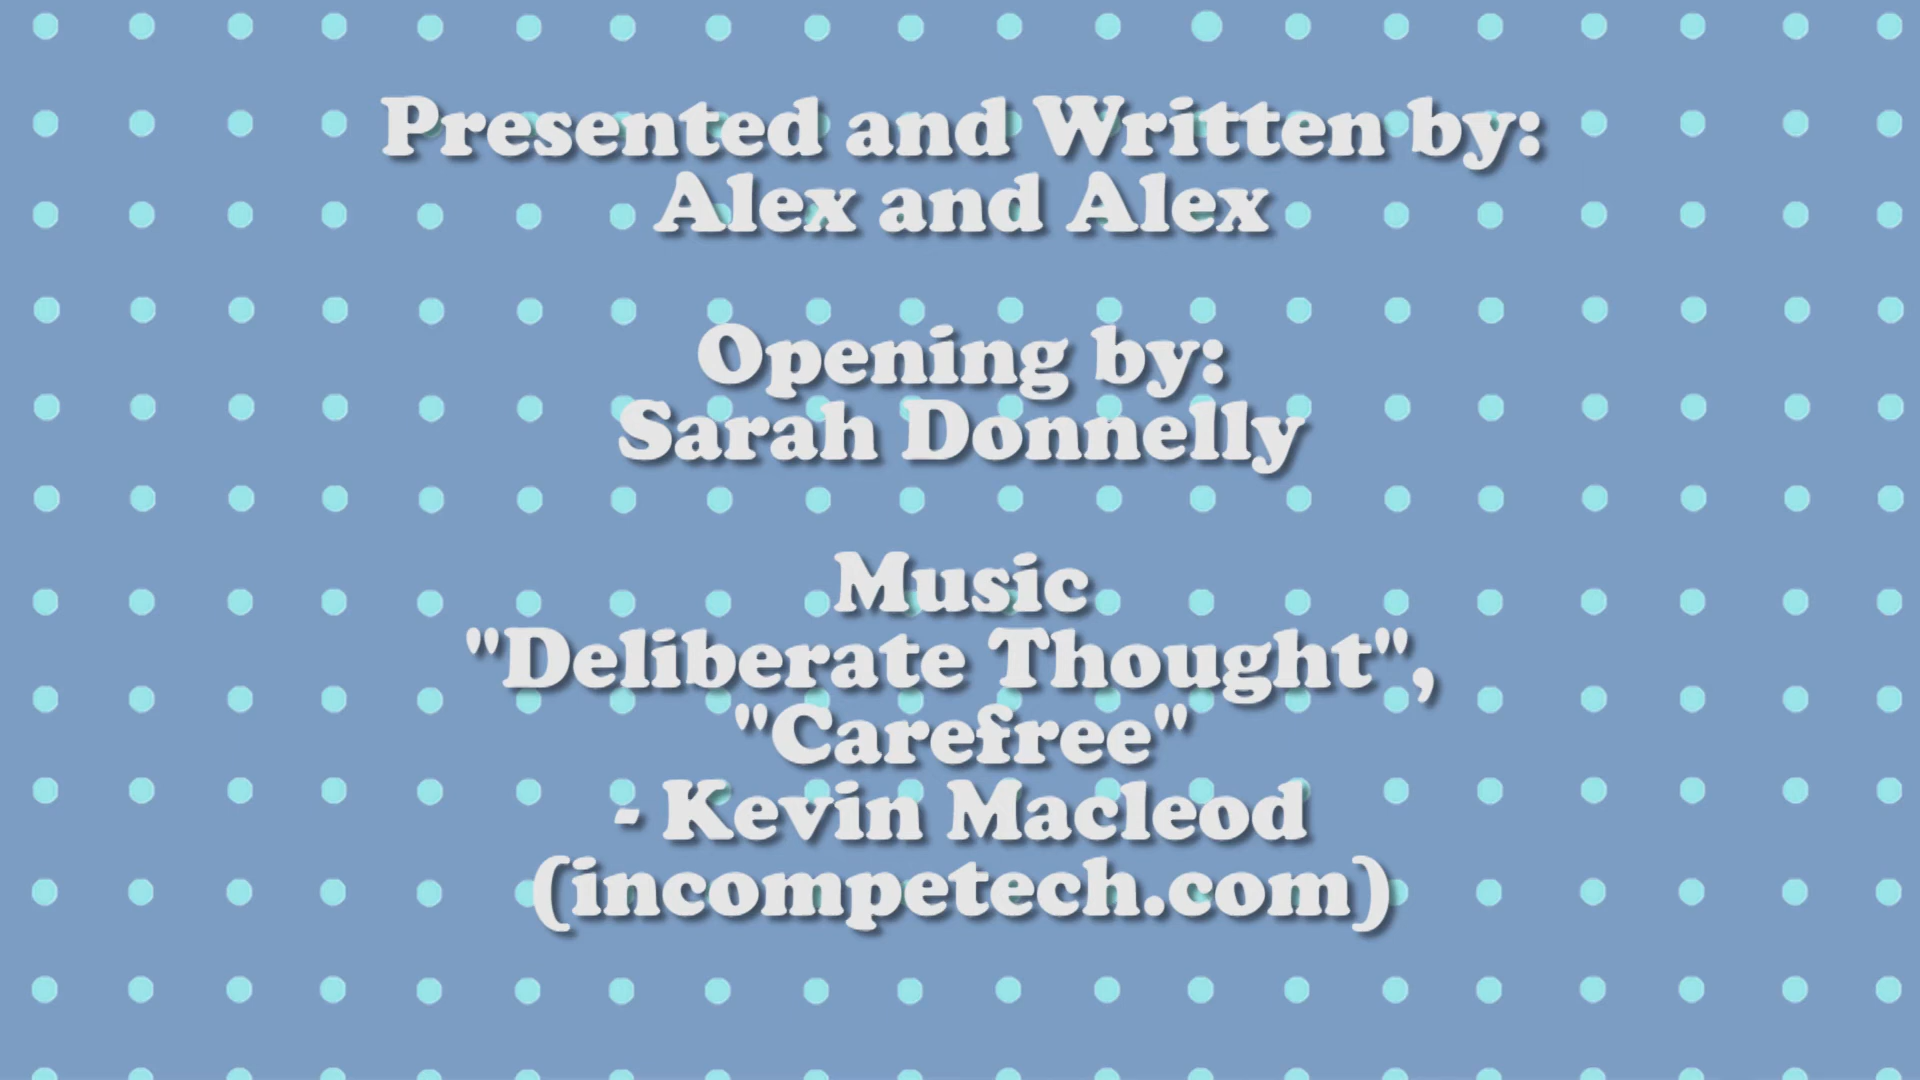 Presented and Written by:
Alex and Alex
Opening by:
Sarah Donnelly
Music
"Deliberate Thought",
"Carefree"
- Kevin Macleod
(incompetech.com)